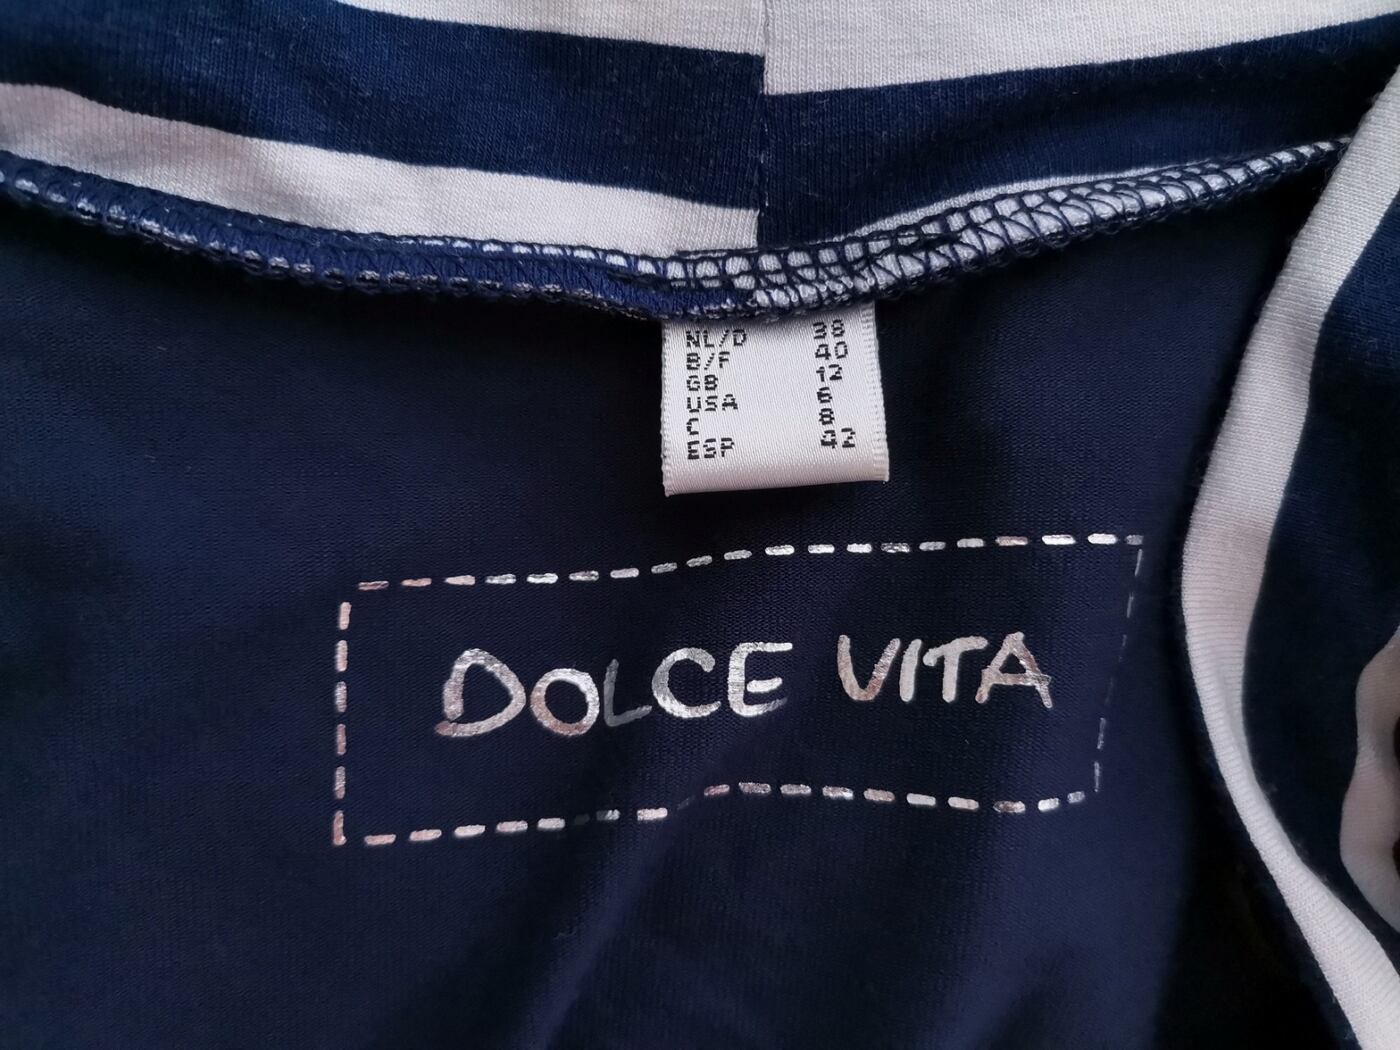 NL/D 38
B/F 40
GB 12
USA 6
C 8
ESP 42
DOLCE VITA